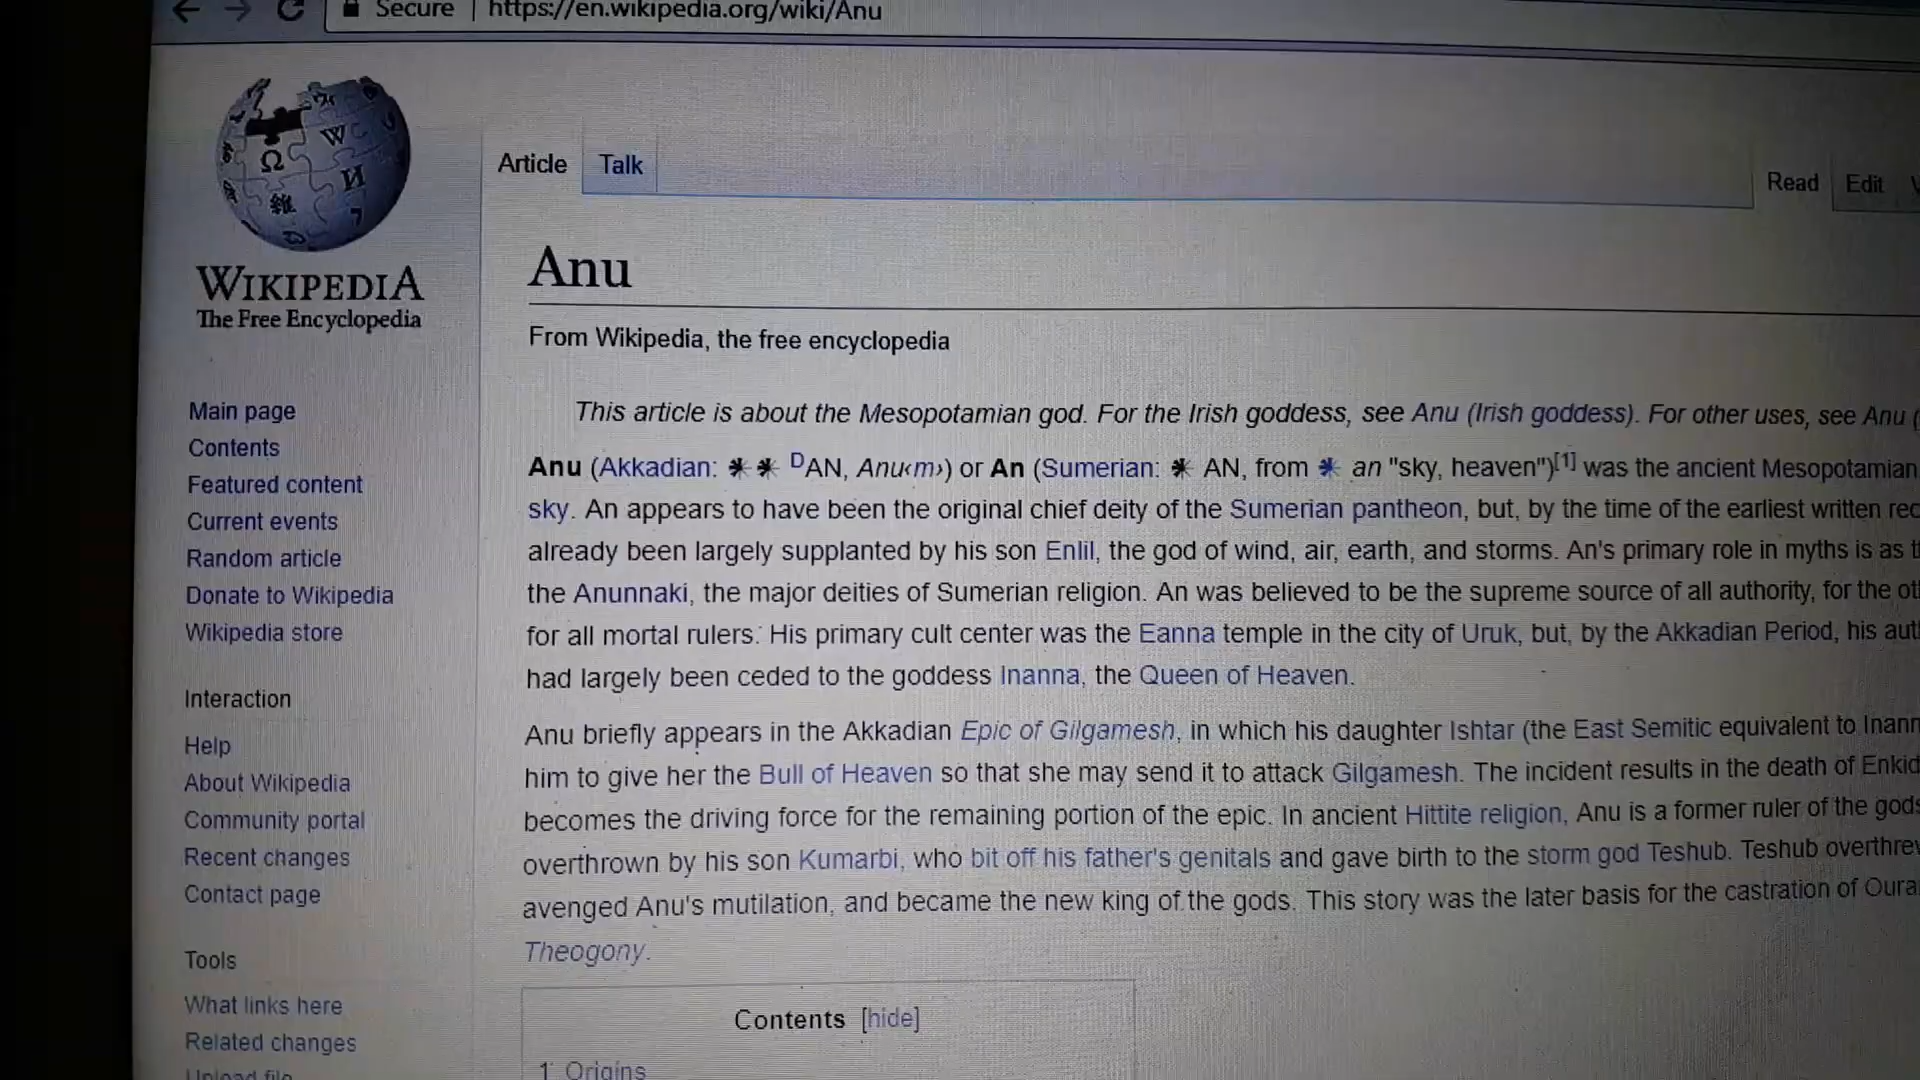 Secure | https://en.wikipedia.org/wiki/Anu
WIKIPEDIA
The Free Encyclopedia
Article Talk
Read Edit
Anu
From Wikipedia, the free encyclopedia
This article is about the Mesopotamian god. For the Irish goddess, see Anu (Irish goddess). For other uses, see Anu (
Anu (Akkadian: 𒀭𒀭 ᴰAN, Anu‹m›) or An (Sumerian: 𒀭 AN, from 𒀭 an "sky, heaven")[1] was the ancient Mesopotamian
sky. An appears to have been the original chief deity of the Sumerian pantheon, but, by the time of the earliest written
already been largely supplanted by his son Enlil, the god of wind, air, earth, and storms. An's primary role in myths is as
the Anunnaki, the major deities of Sumerian religion. An was believed to be the supreme source of all authority, for the
for all mortal rulers. His primary cult center was the Eanna temple in the city of Uruk, but, by the Akkadian Period, his
had largely been ceded to the goddess Inanna, the Queen of Heaven.
Anu briefly appears in the Akkadian Epic of Gilgamesh, in which his daughter Ishtar (the East Semitic equivalent to
him to give her the Bull of Heaven so that she may send it to attack Gilgamesh. The incident results in the death of
becomes the driving force for the remaining portion of the epic. In ancient Hittite religion, Anu is a former ruler of the gods
overthrown by his son Kumarbi, who bit off his father's genitals and gave birth to the storm god Teshub. Teshub
avenged Anu's mutilation, and became the new king of the gods. This story was the later basis for the castration of
Theogony.
Contents [hide]
1 Origins
Main page
Contents
Featured content
Current events
Random article
Donate to Wikipedia
Wikipedia store
Interaction
Help
About Wikipedia
Community portal
Recent changes
Contact page
Tools
What links here
Related changes
Upload file